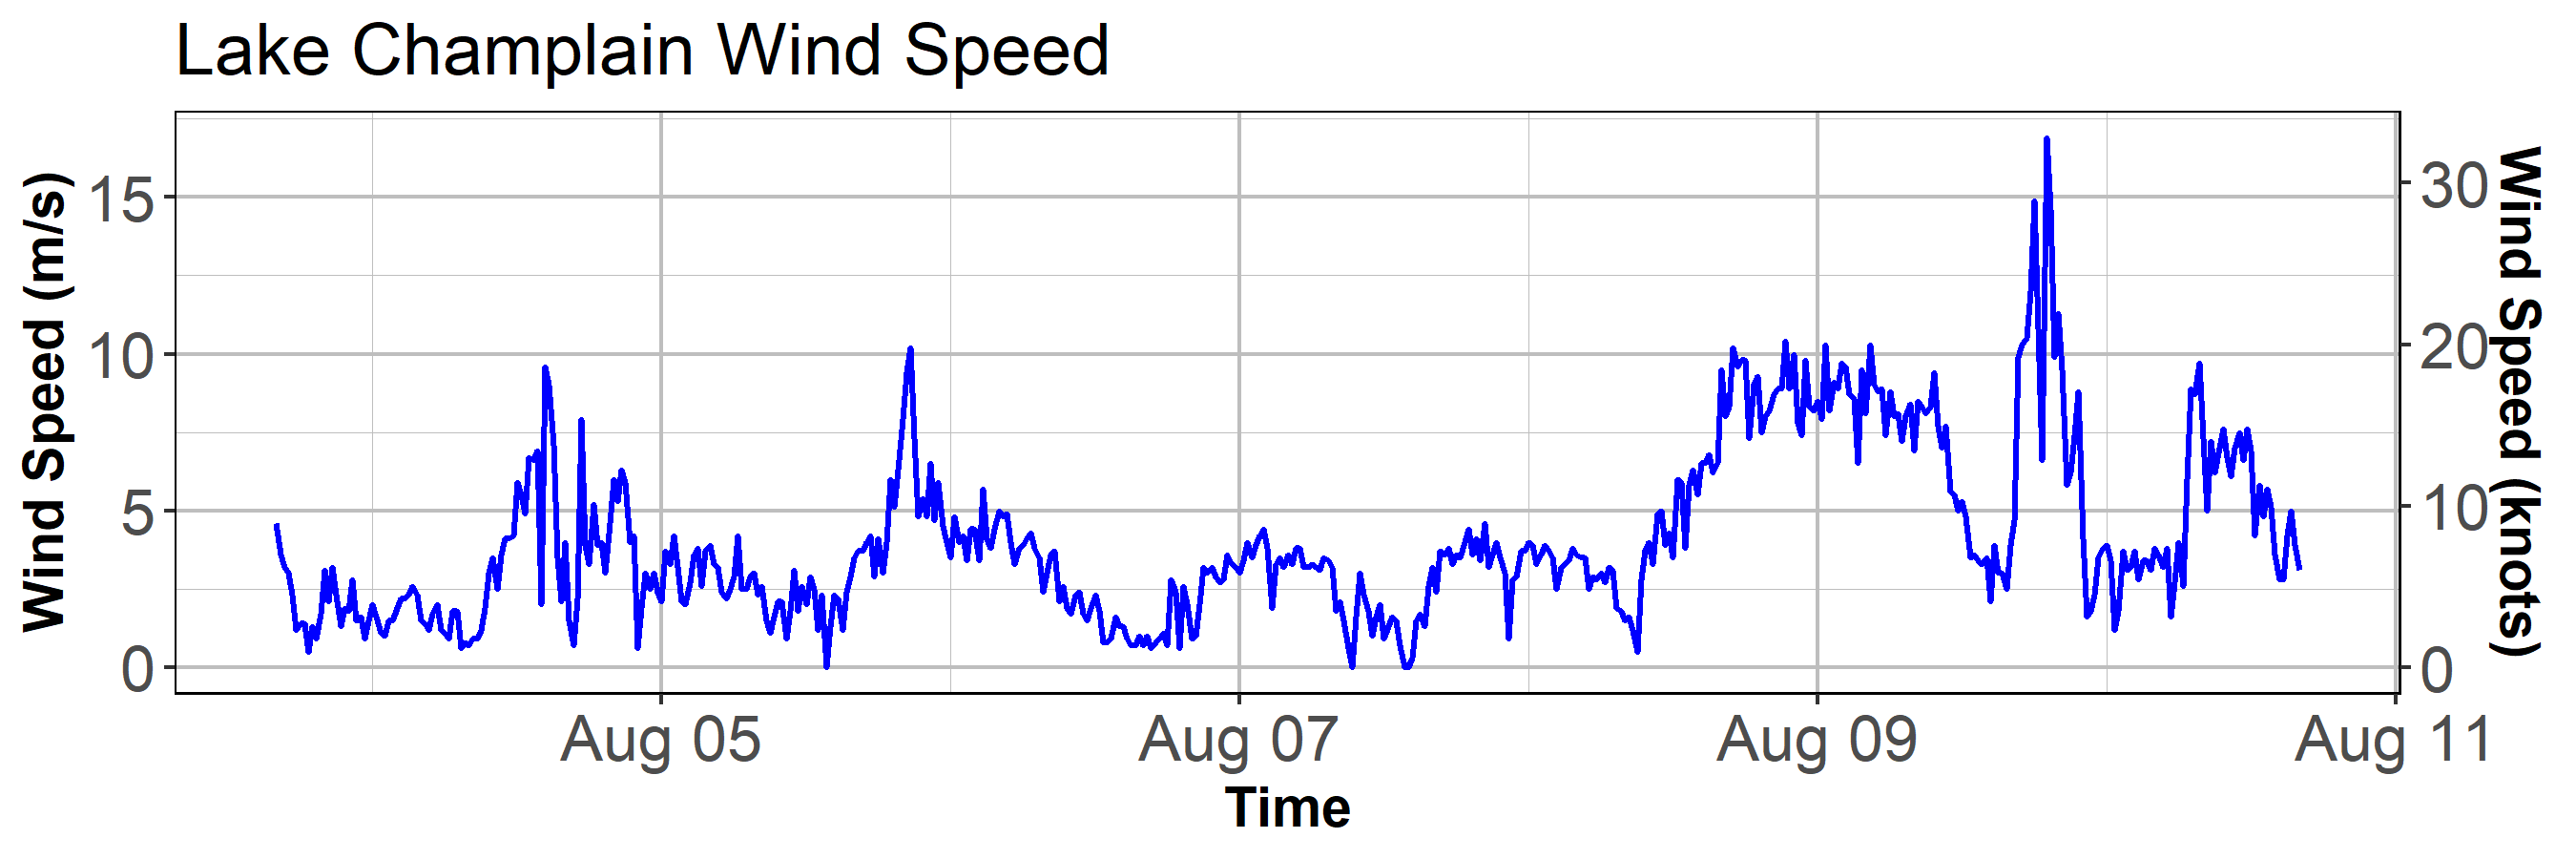 Lake Champlain Wind Speed
Wind Speed (m/s)
15
10
5
0
30
20
10
0
Wind Speed (knots)
Aug 05
Aug 07
Aug 09
Aug 11
Time